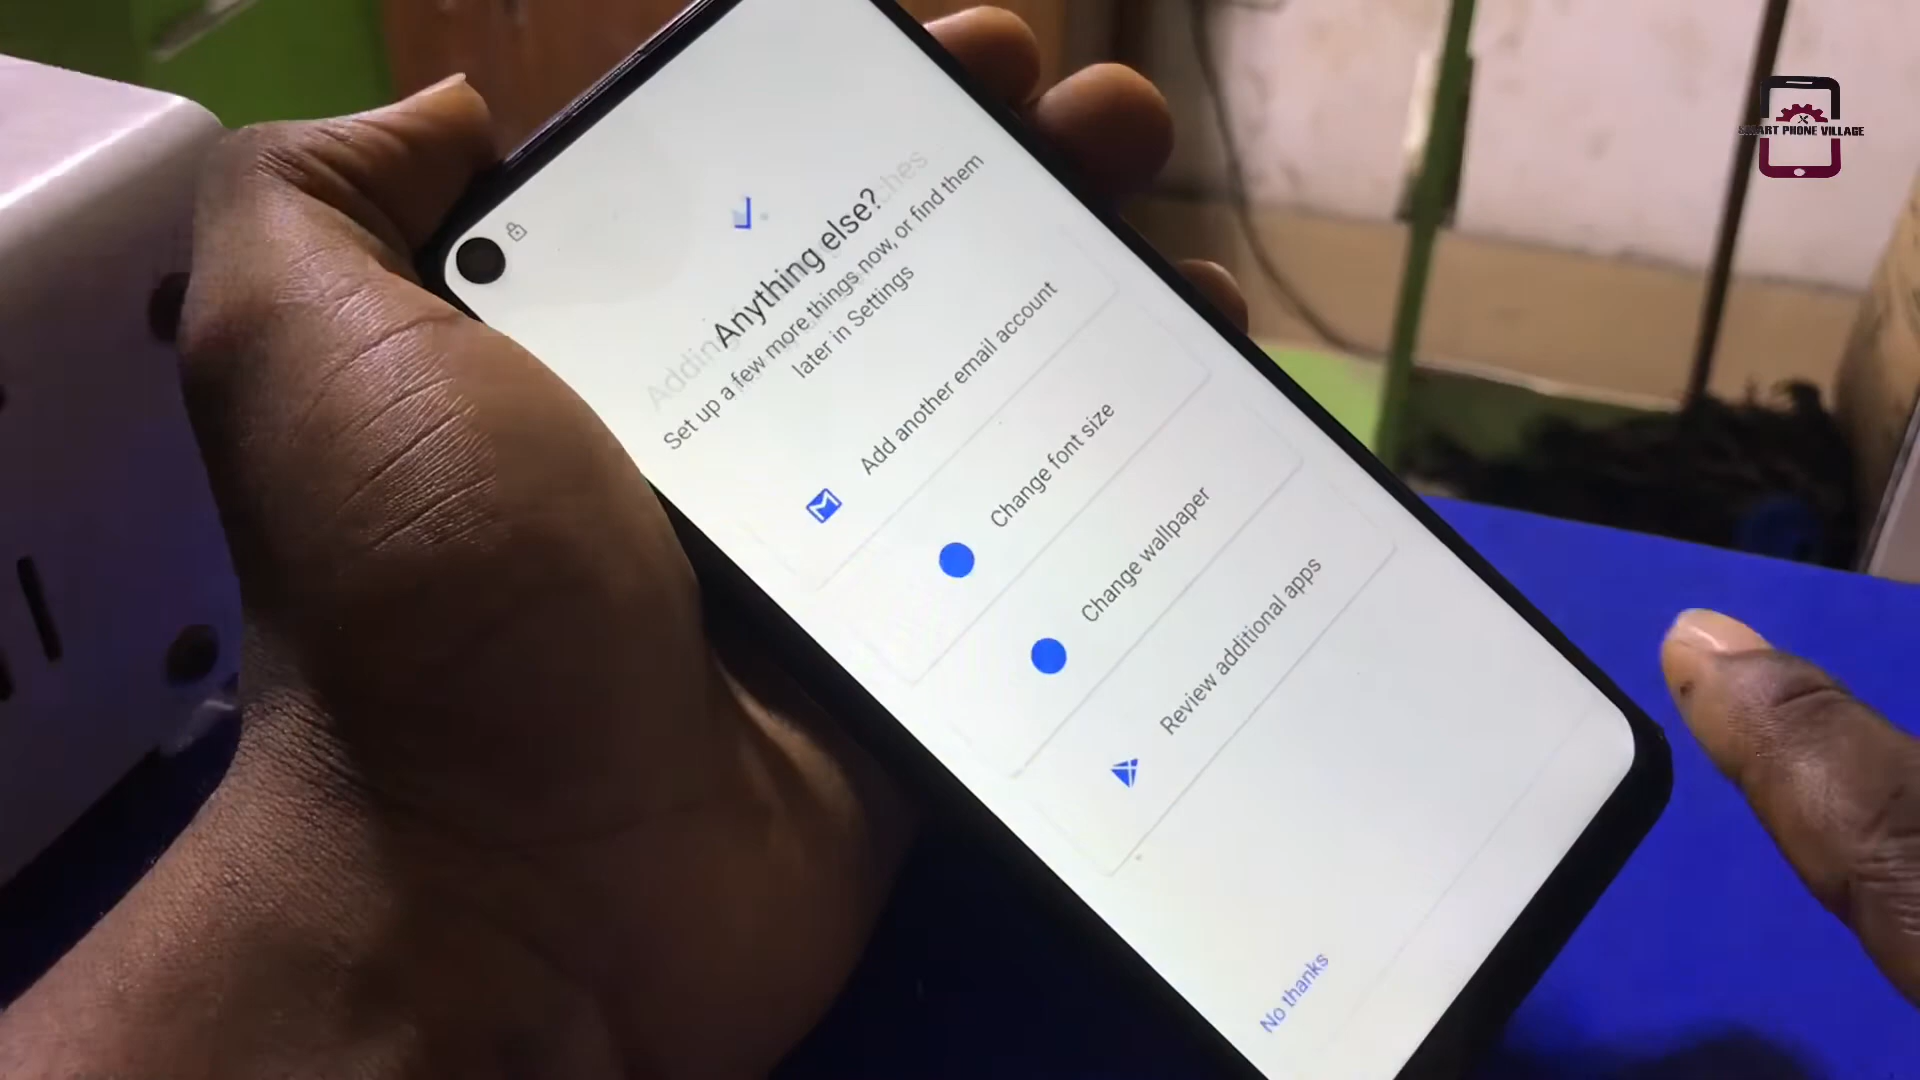 SMART PHONE VILLAGE
Anything else?
Set up a few more things now, or find them
later in Settings
Add another email account
Change font size
Change wallpaper
Review additional apps
No thanks